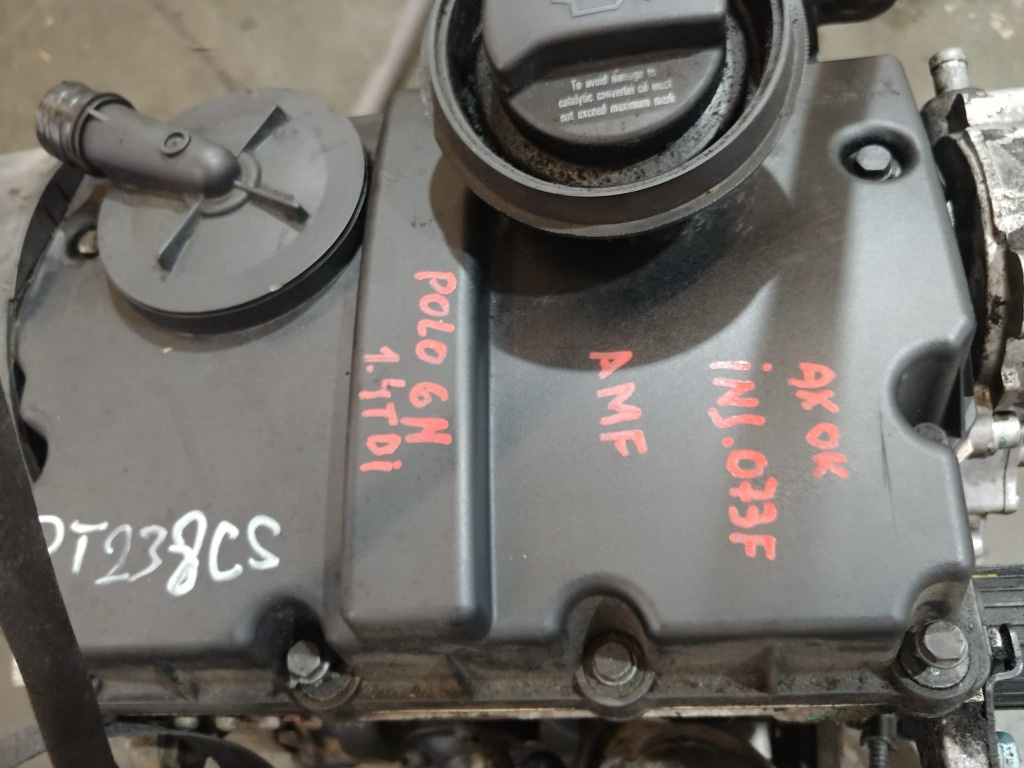 To avoid damage to
catalytic converter oil must
not exceed maximum mark
POLO 6N
1.4TDi
AMF
AX OK
iNJ.073F
PT238CS